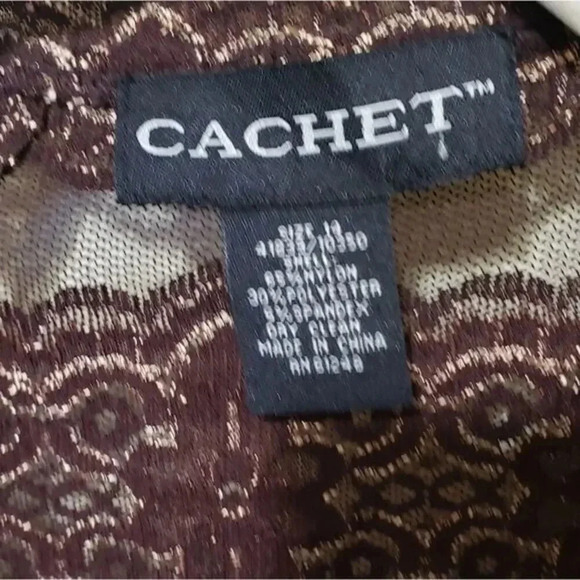 CACHET™
SIZE 14
SHELL
65% NYLON
30% POLYESTER
5% SPANDEX
DRY CLEAN
MADE IN CHINA